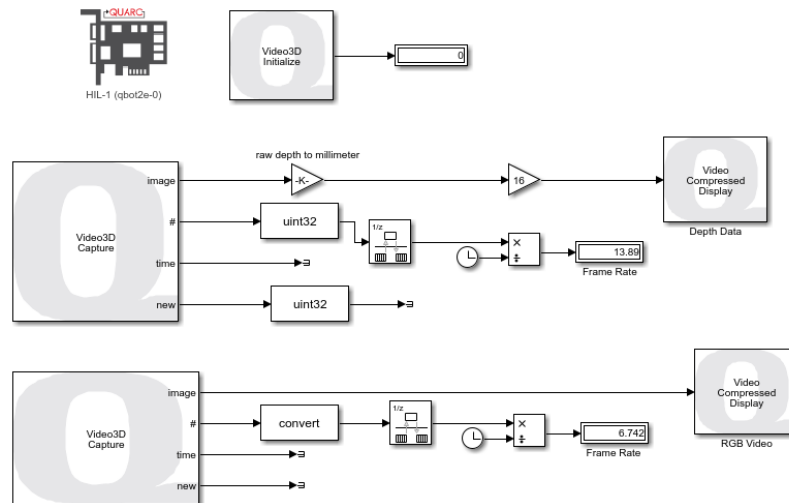 QUARC
HIL-1 (qbot2e-0)
Video3D
Initialize
0
raw depth to millimeter
Video3D
Capture
image
#
time
new
-K-
16
Video
Compressed
Display
Depth Data
uint32
1/z
×
÷
13.89
Frame Rate
uint32
Video3D
Capture
image
#
time
new
Video
Compressed
Display
RGB Video
convert
1/z
×
÷
6.742
Frame Rate